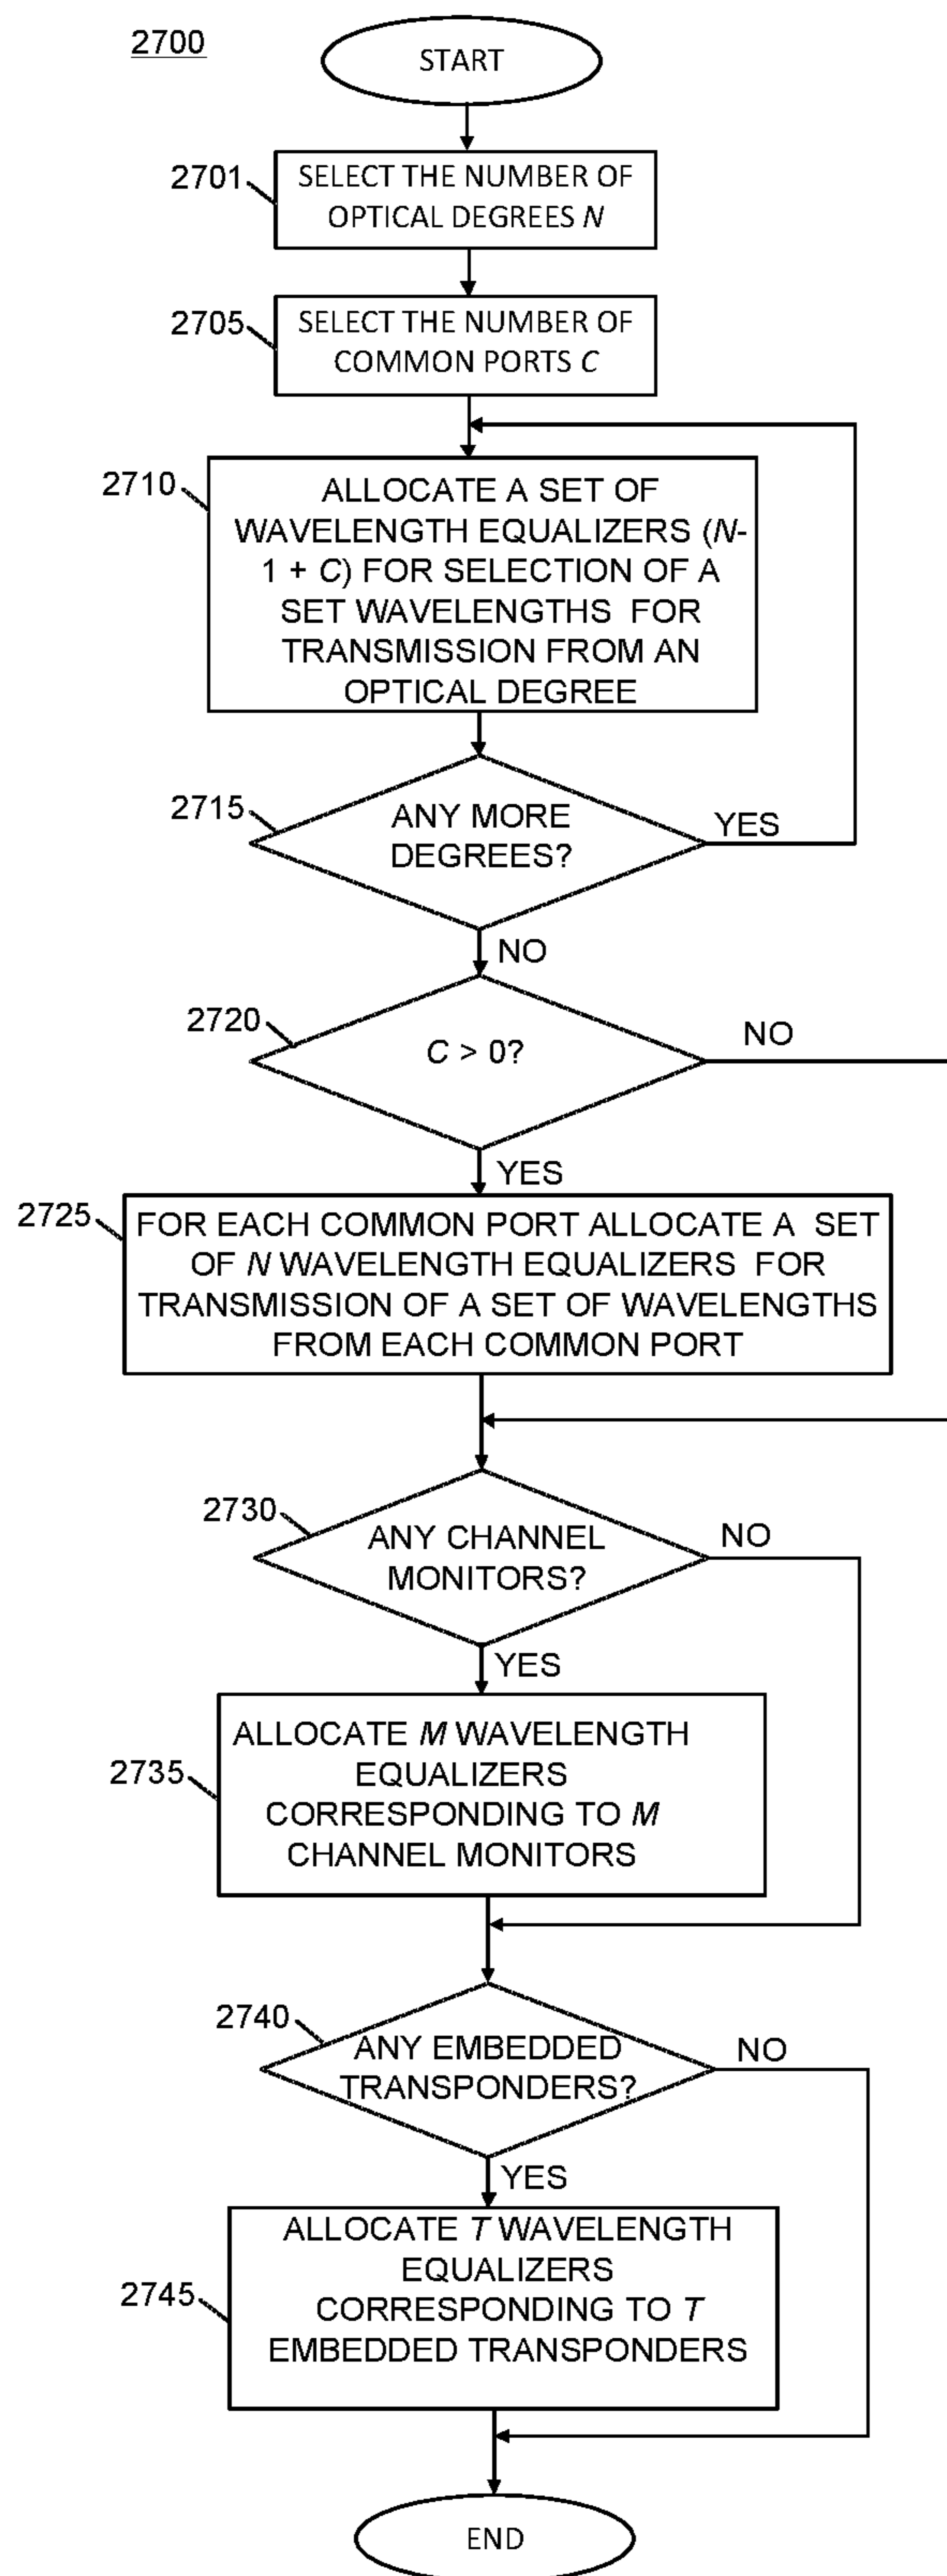 2700
START
2701
SELECT THE NUMBER OF
OPTICAL DEGREES N
2705
SELECT THE NUMBER OF
COMMON PORTS C
2710
ALLOCATE A SET OF
WAVELENGTH EQUALIZERS (N-
1 + C) FOR SELECTION OF A
SET WAVELENGTHS FOR
TRANSMISSION FROM AN
OPTICAL DEGREE
2715
ANY MORE
DEGREES?
YES
NO
2720
C > 0?
NO
YES
2725
FOR EACH COMMON PORT ALLOCATE A SET
OF N WAVELENGTH EQUALIZERS FOR
TRANSMISSION OF A SET OF WAVELENGTHS
FROM EACH COMMON PORT
2730
ANY CHANNEL
MONITORS?
NO
YES
2735
ALLOCATE M WAVELENGTH
EQUALIZERS
CORRESPONDING TO M
CHANNEL MONITORS
2740
ANY EMBEDDED
TRANSPONDERS?
NO
YES
2745
ALLOCATE T WAVELENGTH
EQUALIZERS
CORRESPONDING TO T
EMBEDDED TRANSPONDERS
END